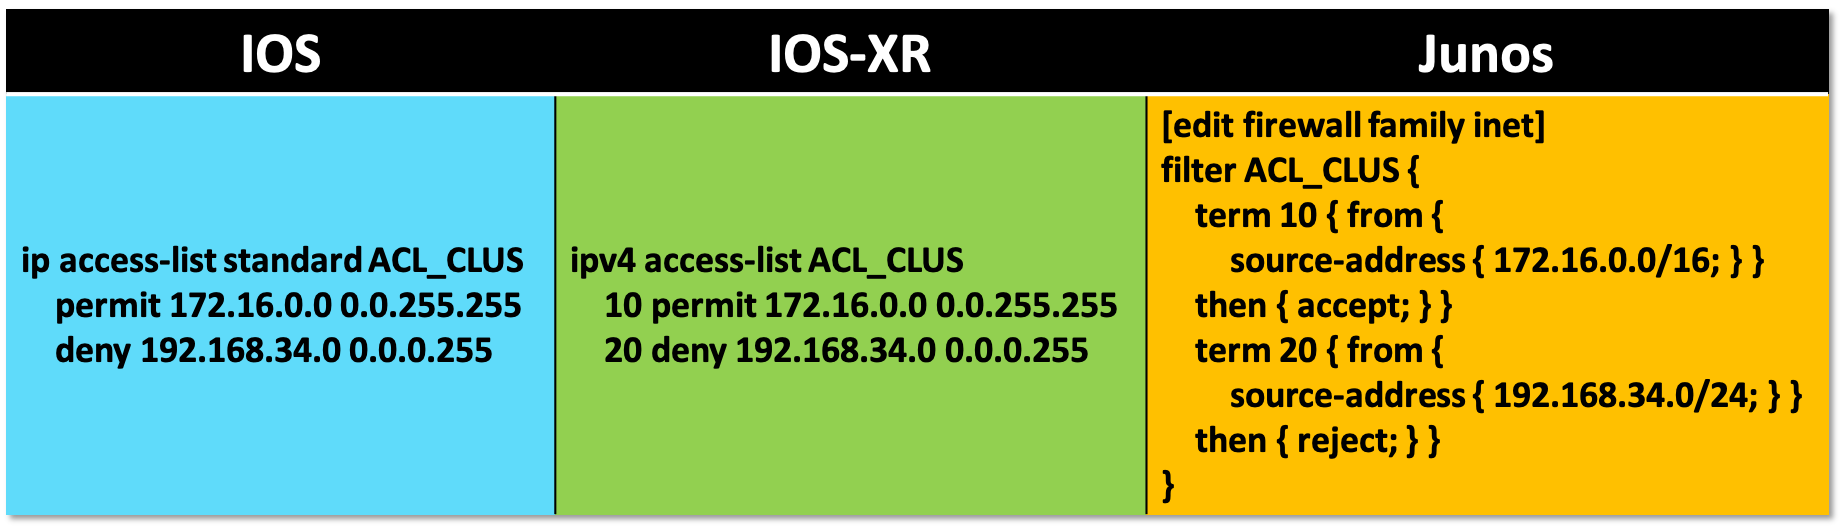 IOS
IOS-XR
Junos
ip access-list standard ACL_CLUS
permit 172.16.0.0 0.0.255.255
deny 192.168.34.0 0.0.0.255
ipv4 access-list ACL_CLUS
10 permit 172.16.0.0 0.0.255.255
20 deny 192.168.34.0 0.0.0.255
[edit firewall family inet]
filter ACL_CLUS {
term 10 { from {
source-address { 172.16.0.0/16; } }
then { accept; } }
term 20 { from {
source-address { 192.168.34.0/24; } }
then { reject; } }
}